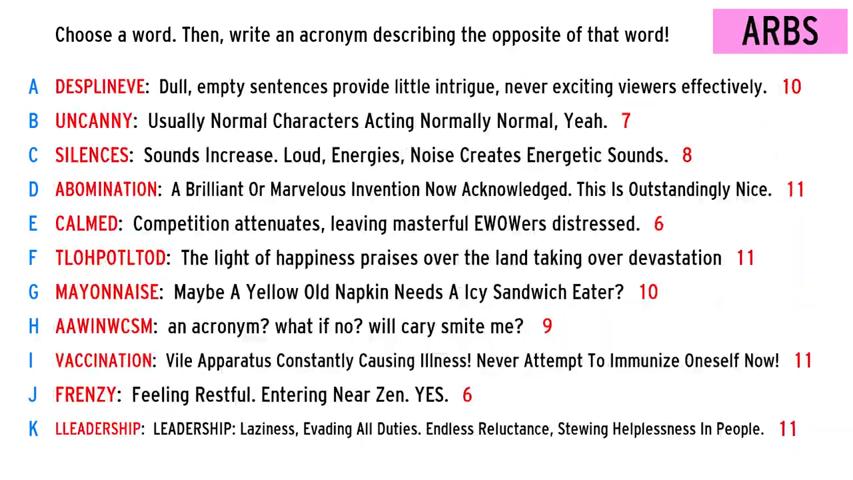 Choose a word. Then, write an acronym describing the opposite of that word!
ARBS
A DESPLINEVE: Dull, empty sentences provide little intrigue, never exciting viewers effectively. 10
B UNCANNY: Usually Normal Characters Acting Normally Normal, Yeah. 7
C SILENCES: Sounds Increase. Loud, Energies, Noise Creates Energetic Sounds. 8
D ABOMINATION: A Brilliant Or Marvelous Invention Now Acknowledged. This Is Outstandingly Nice. 11
E CALMED: Competition attenuates, leaving masterful EWOWers distressed. 6
F TLOHPOTLTOD: The light of happiness praises over the land taking over devastation 11
G MAYONNAISE: Maybe A Yellow Old Napkin Needs A Icy Sandwich Eater? 10
H AAWINWCSM: an acronym? what if no? will cary smite me? 9
I VACCINATION: Vile Apparatus Constantly Causing Illness! Never Attempt To Immunize Oneself Now! 11
J FRENZY: Feeling Restful. Entering Near Zen. YES. 6
K LLEADERSHIP: LEADERSHIP: Laziness, Evading All Duties. Endless Reluctance, Stewing Helplessness In People. 11